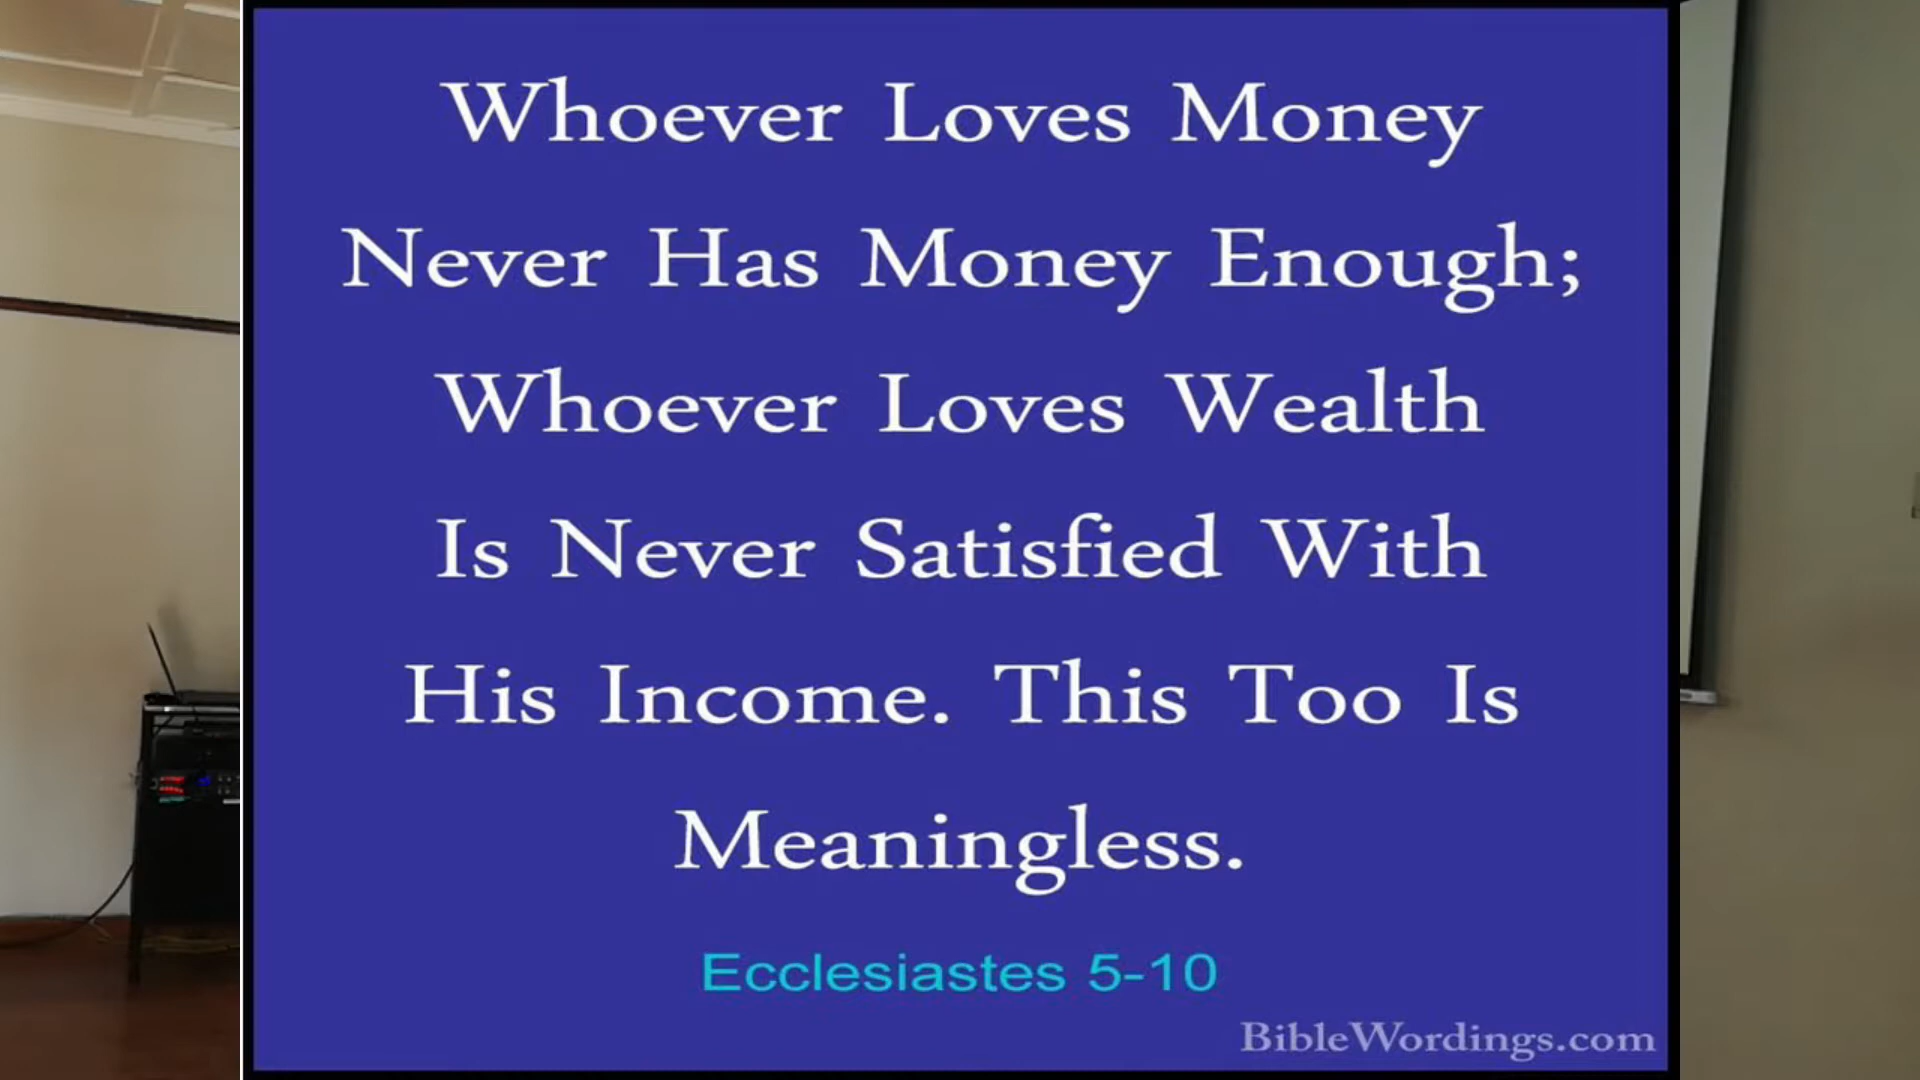 Whoever Loves Money
Never Has Money Enough;
Whoever Loves Wealth
Is Never Satisfied With
His Income. This Too Is
Meaningless.
Ecclesiastes 5-10
BibleWordings.com